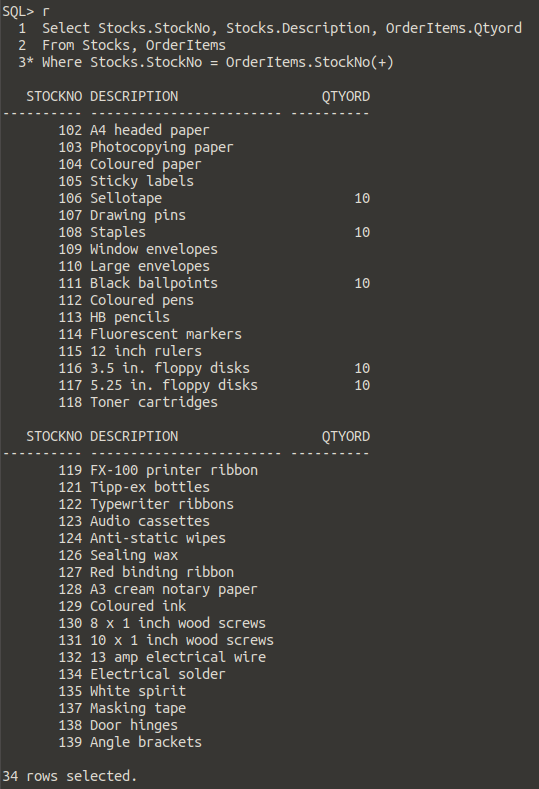 SQL> r
  1  Select Stocks.StockNo, Stocks.Description, OrderItems.Qtyord
  2  From Stocks, OrderItems
  3* Where Stocks.StockNo = OrderItems.StockNo(+)

   STOCKNO DESCRIPTION                  QTYORD
---------- ------------------------ ----------
       102 A4 headed paper
       103 Photocopying paper
       104 Coloured paper
       105 Sticky labels
       106 Sellotape                        10
       107 Drawing pins
       108 Staples                          10
       109 Window envelopes
       110 Large envelopes
       111 Black ballpoints                 10
       112 Coloured pens
       113 HB pencils
       114 Fluorescent markers
       115 12 inch rulers
       116 3.5 in. floppy disks             10
       117 5.25 in. floppy disks            10
       118 Toner cartridges

   STOCKNO DESCRIPTION                  QTYORD
---------- ------------------------ ----------
       119 FX-100 printer ribbon
       121 Tipp-ex bottles
       122 Typewriter ribbons
       123 Audio cassettes
       124 Anti-static wipes
       126 Sealing wax
       127 Red binding ribbon
       128 A3 cream notary paper
       129 Coloured ink
       130 8 x 1 inch wood screws
       131 10 x 1 inch wood screws
       132 13 amp electrical wire
       134 Electrical solder
       135 White spirit
       137 Masking tape
       138 Door hinges
       139 Angle brackets

34 rows selected.